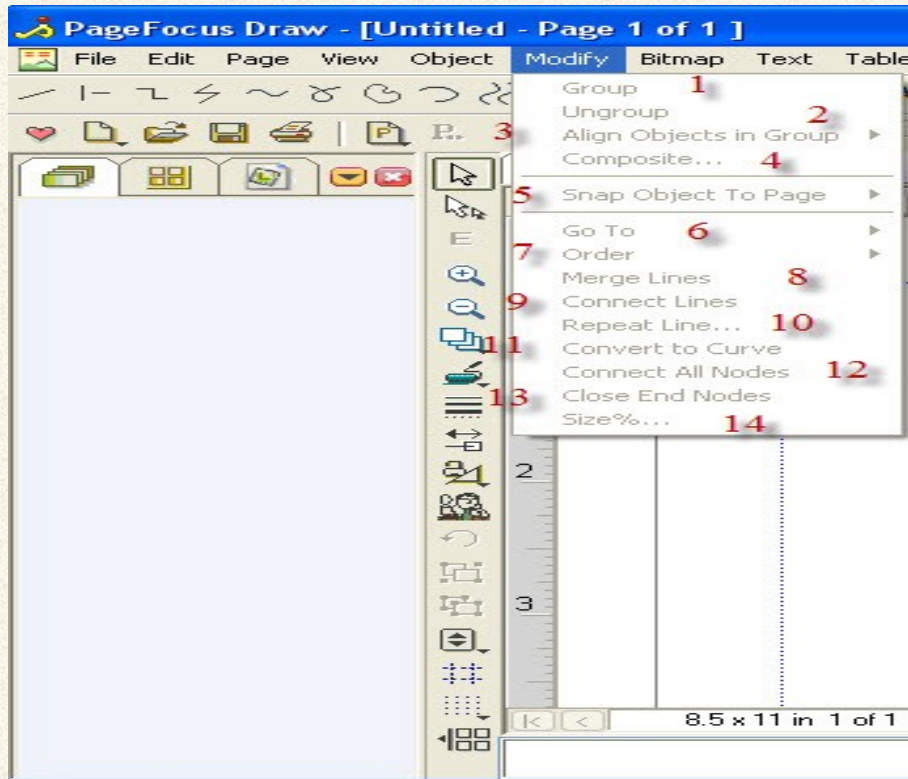 PageFocus Draw - [Untitled - Page 1 of 1 ]
File Edit Page View Object Modify Bitmap Text Table
Group 1
Ungroup 2
3 Align Objects in Group
Composite... 4
5 Snap Object To Page
Go To 6
7 Order
Merge Lines 8
9 Connect Lines
Repeat Line... 10
11 Convert to Curve
Connect All Nodes 12
13 Close End Nodes
Size%... 14
P
P..
E
2
3
8.5 x 11 in 1 of 1